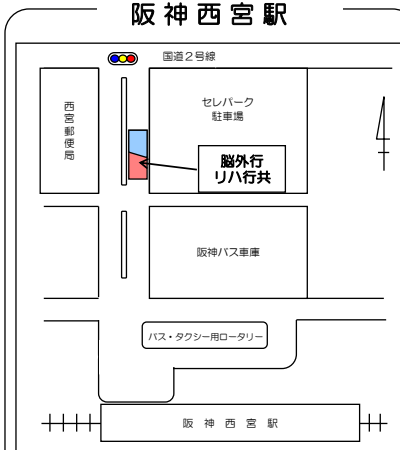 阪神西宮駅
国道２号線
西宮郵便局
セレパーク
駐車場
脳外行
リハ行共
阪神バス車庫
バス・タクシー用ロータリー
阪神西宮駅